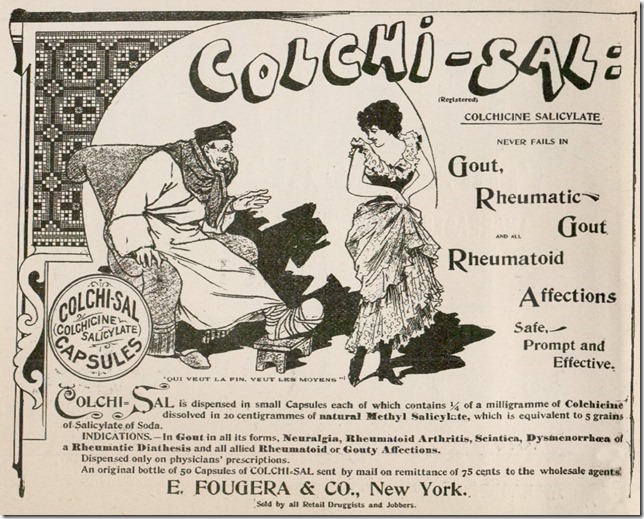 COLCHI-SAL:
(Registered)
COLCHICINE SALICYLATE
NEVER FAILS IN
Gout,
Rheumatic
Gout
AND ALL
Rheumatoid
Affections
Safe,
Prompt and
Effective.
COLCHI-SAL
(COLCHICINE
SALICYLATE)
CAPSULES
"QUI VEUT LA FIN, VEUT LES MOYENS"
COLCHI-SAL is dispensed in small Capsules each of which contains ¼ of a milligramme of Colchicine
dissolved in 20 centigrammes of natural Methyl Salicylate, which is equivalent to 5 grains
of Salicylate of Soda.
INDICATIONS.—In Gout in all its forms, Neuralgia, Rheumatoid Arthritis, Sciatica, Dysmenorrhœa of
a Rheumatic Diathesis and all allied Rheumatoid or Gouty Affections.
Dispensed only on physicians' prescriptions.
An original bottle of 50 Capsules of COLCHI-SAL sent by mail on remittance of 75 cents to the wholesale agents
E. FOUGERA & CO., New York.
Sold by all Retail Druggists and Jobbers.